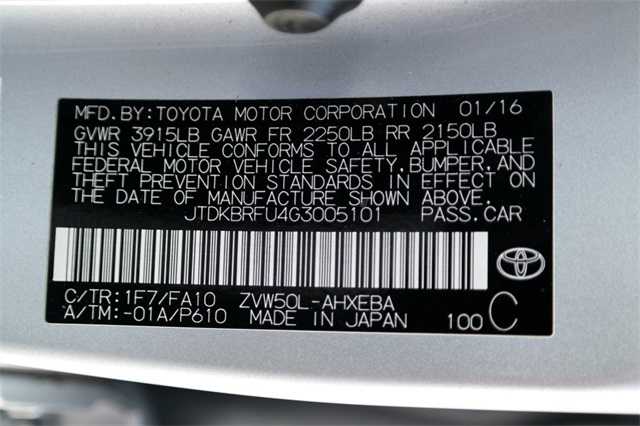 MFD. BY: TOYOTA MOTOR CORPORATION 01/16
GVWR 3915LB GAWR FR 2250LB RR 2150LB
THIS VEHICLE CONFORMS TO ALL APPLICABLE
FEDERAL MOTOR VEHICLE SAFETY, BUMPER, AND
THEFT PREVENTION STANDARDS IN EFFECT ON
THE DATE OF MANUFACTURE SHOWN ABOVE.
JTDKBRFU4G3005101 PASS. CAR
C/TR: 1F7/FA10 ZVW50L-AHXEBA
A/TM: -01A/P610 MADE IN JAPAN 100 C